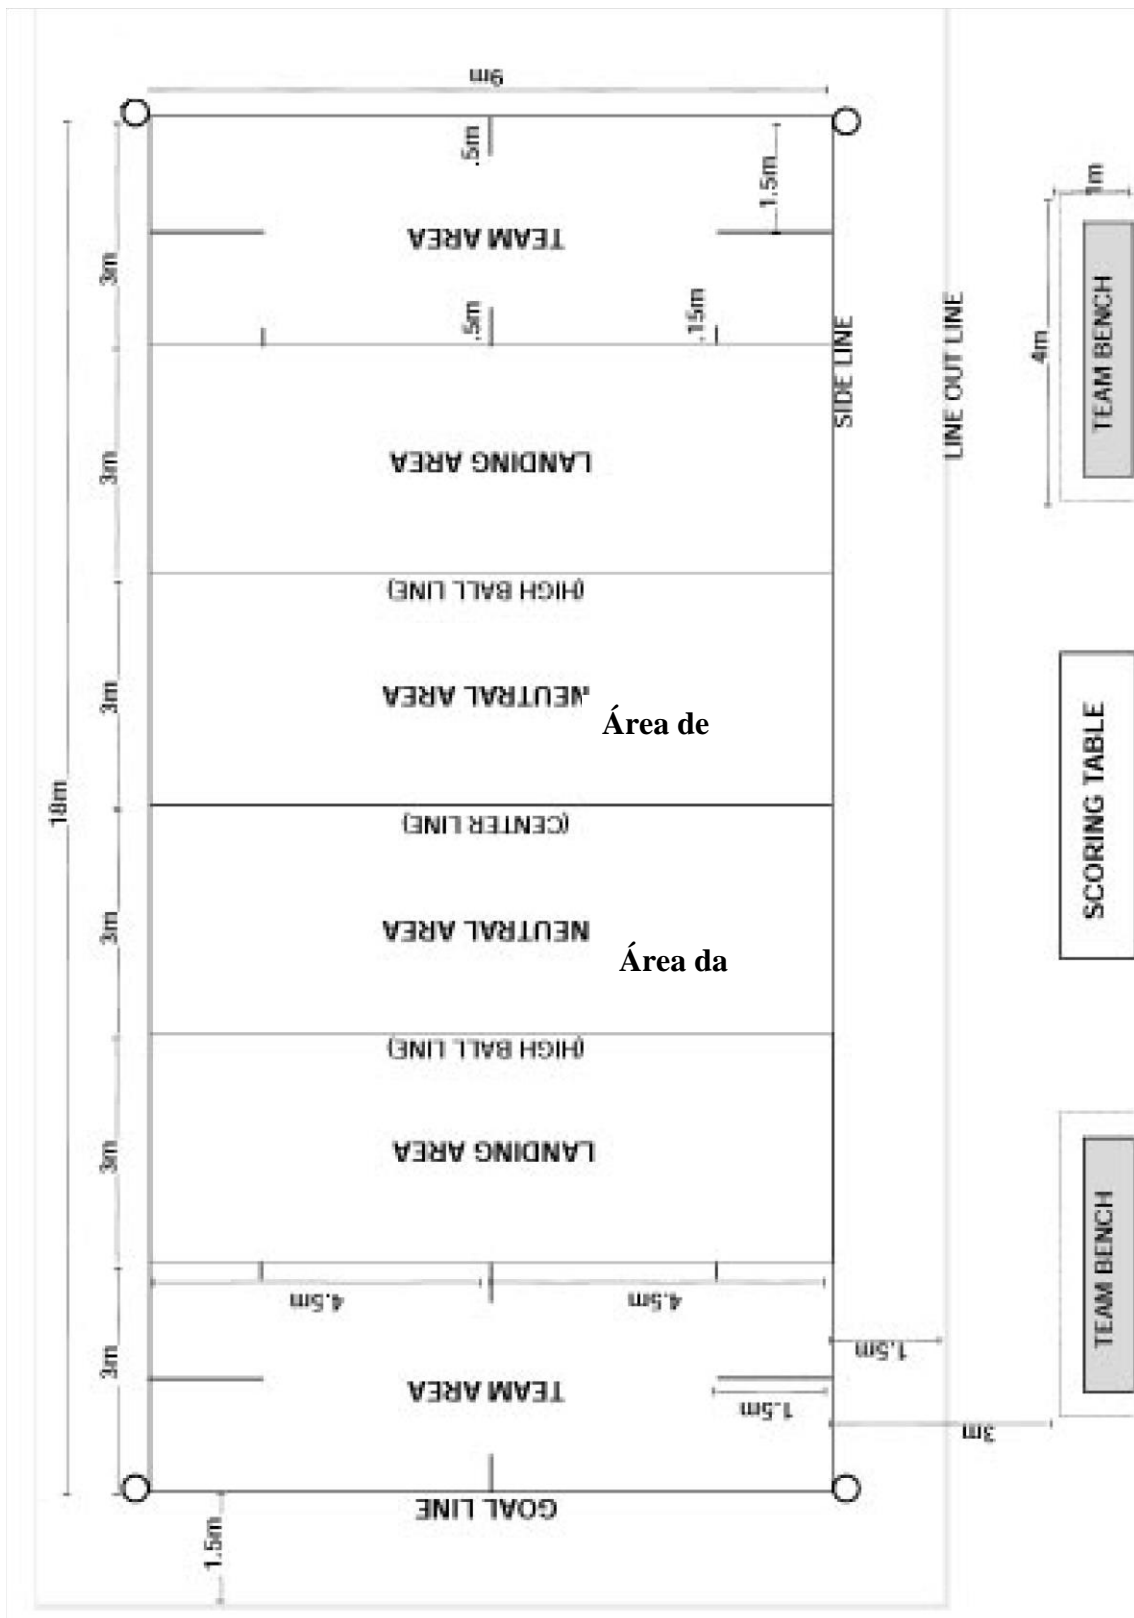 9m
.5m
1.5m
1m
TEAM AREA
3m
TEAM BENCH
.5m
.15m
SIDE LINE
LINE OUT LINE
4m
LANDING AREA
3m
(HIGH BALL LINE)
NEUTRAL AREA
3m
Área de
SCORING TABLE
18m
(CENTER LINE)
NEUTRAL AREA
3m
Área da
(HIGH BALL LINE)
LANDING AREA
3m
TEAM BENCH
4.5m
4.5m
1.5m
3m
TEAM AREA
1.5m
3m
GOAL LINE
1.5m